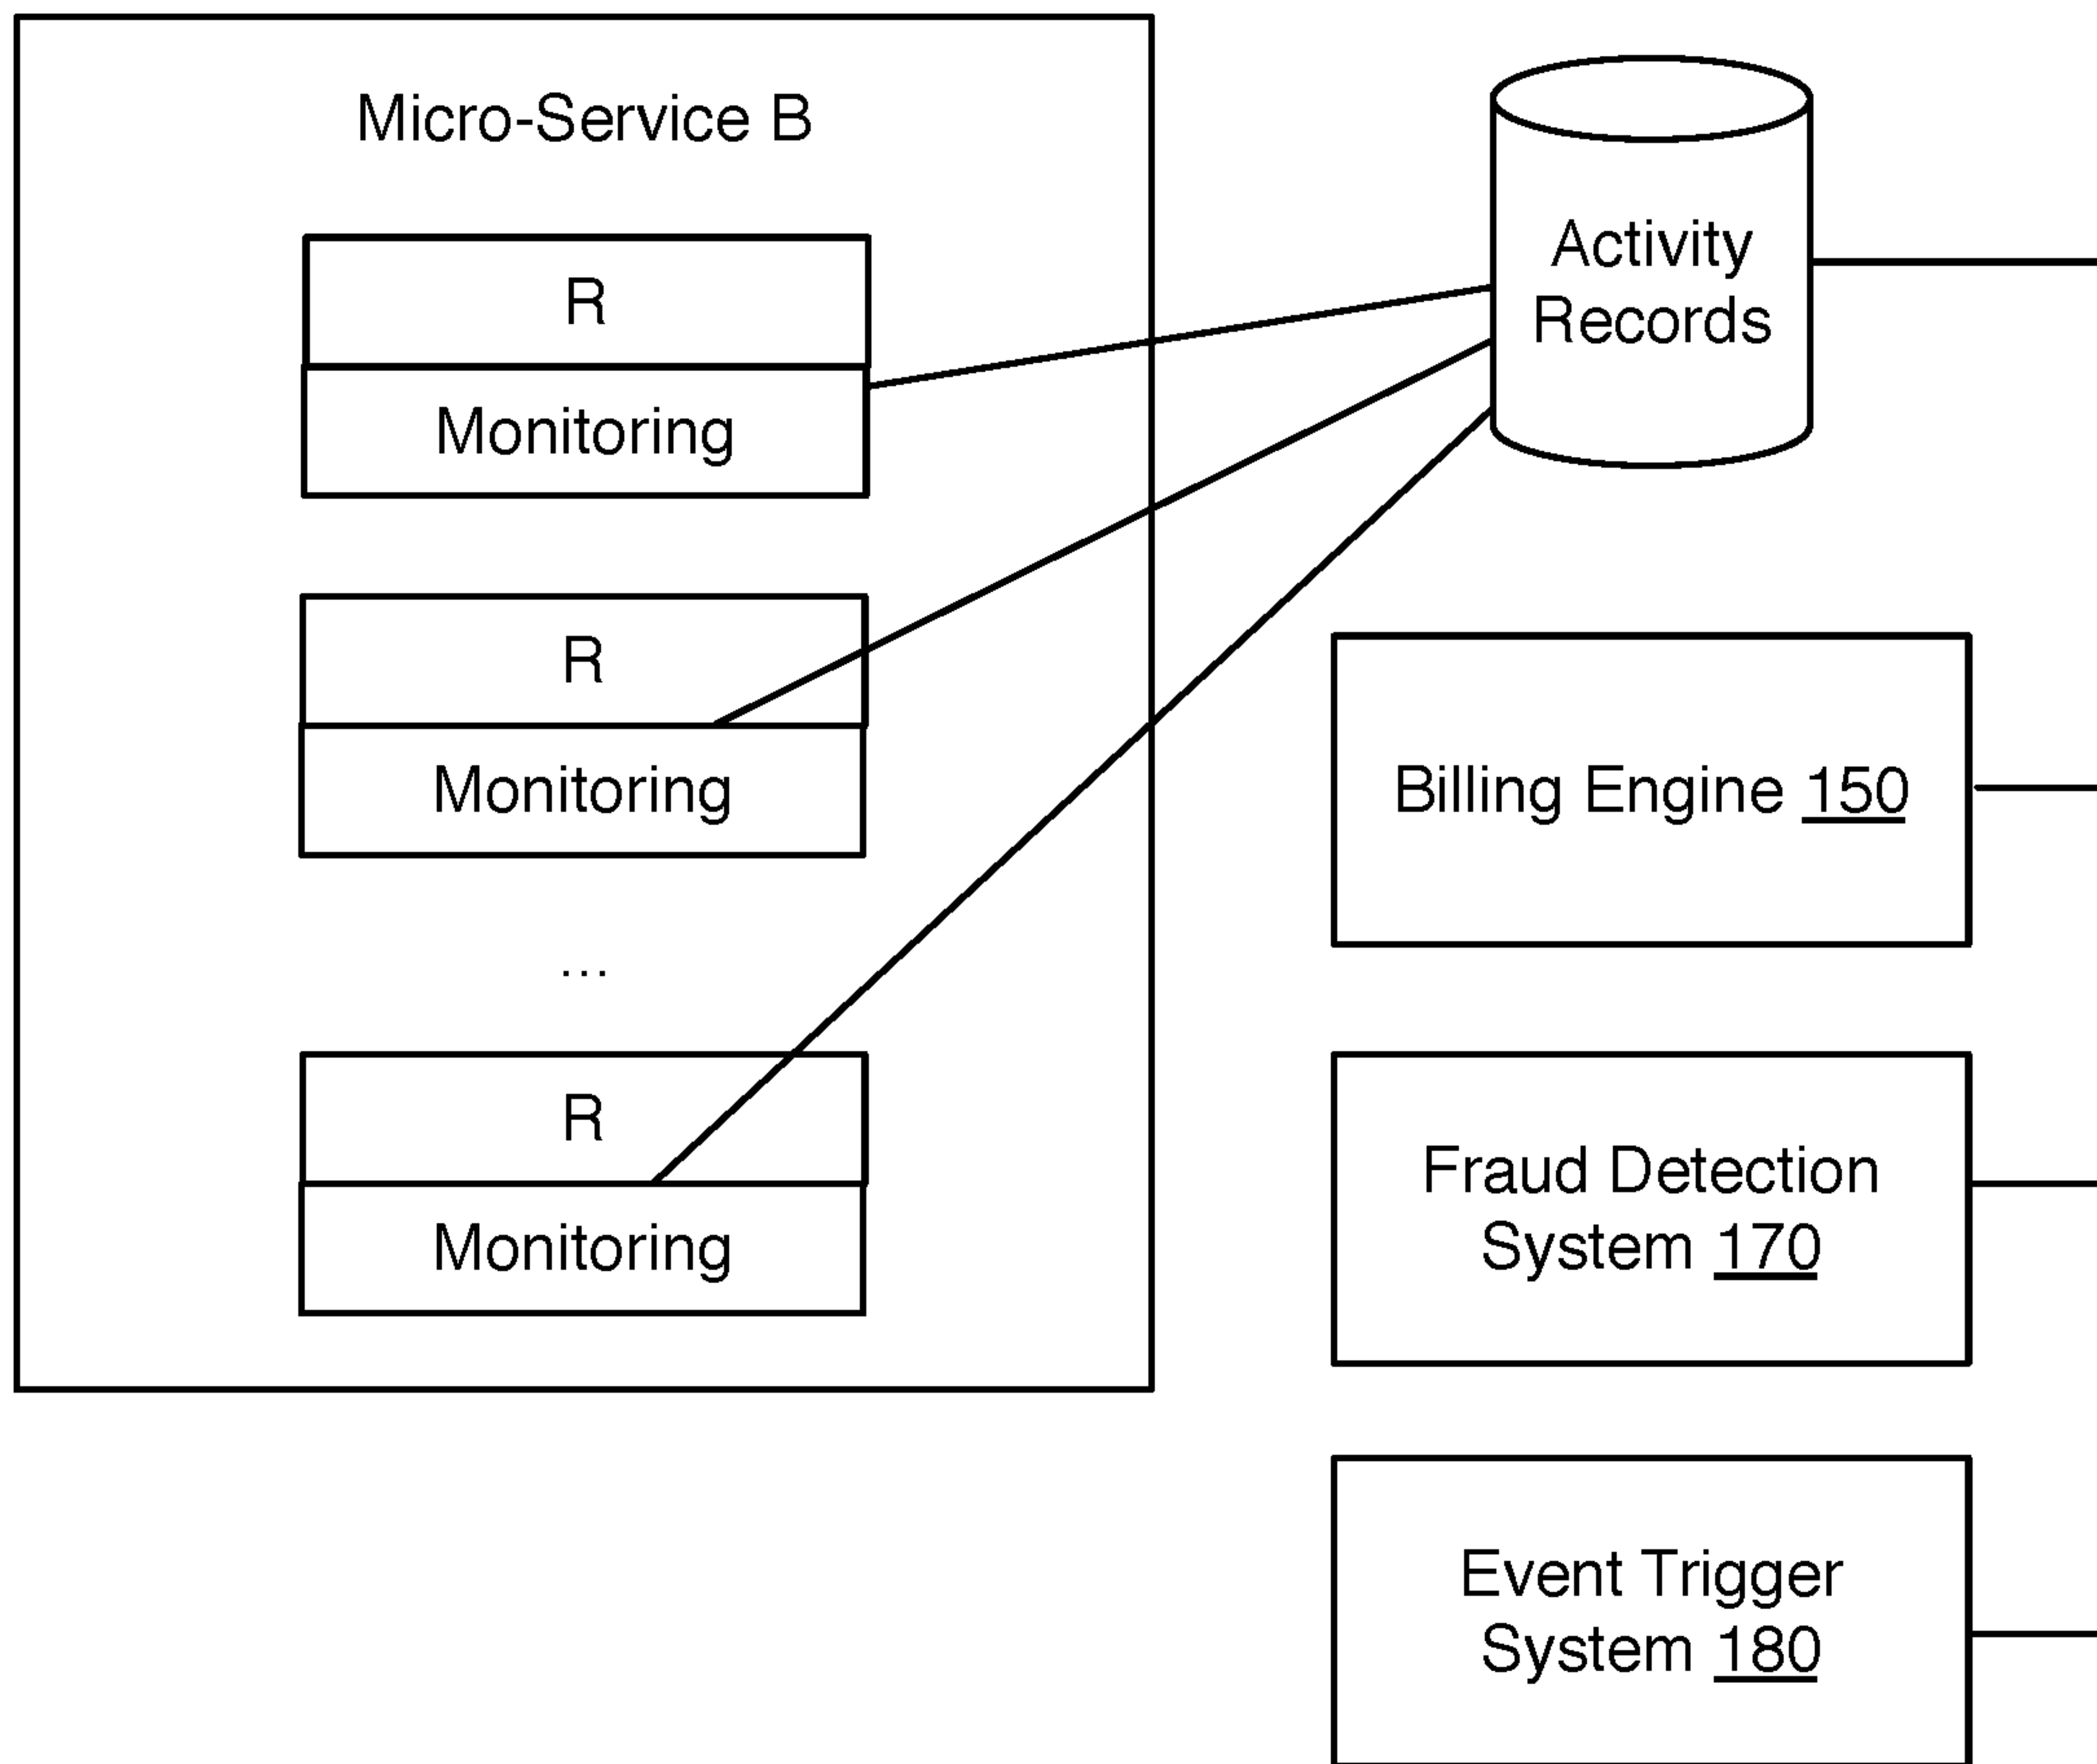 Micro-Service B
R
Monitoring
R
Monitoring
...
R
Monitoring
Activity
Records
Billing Engine 150
Fraud Detection
System 170
Event Trigger
System 180